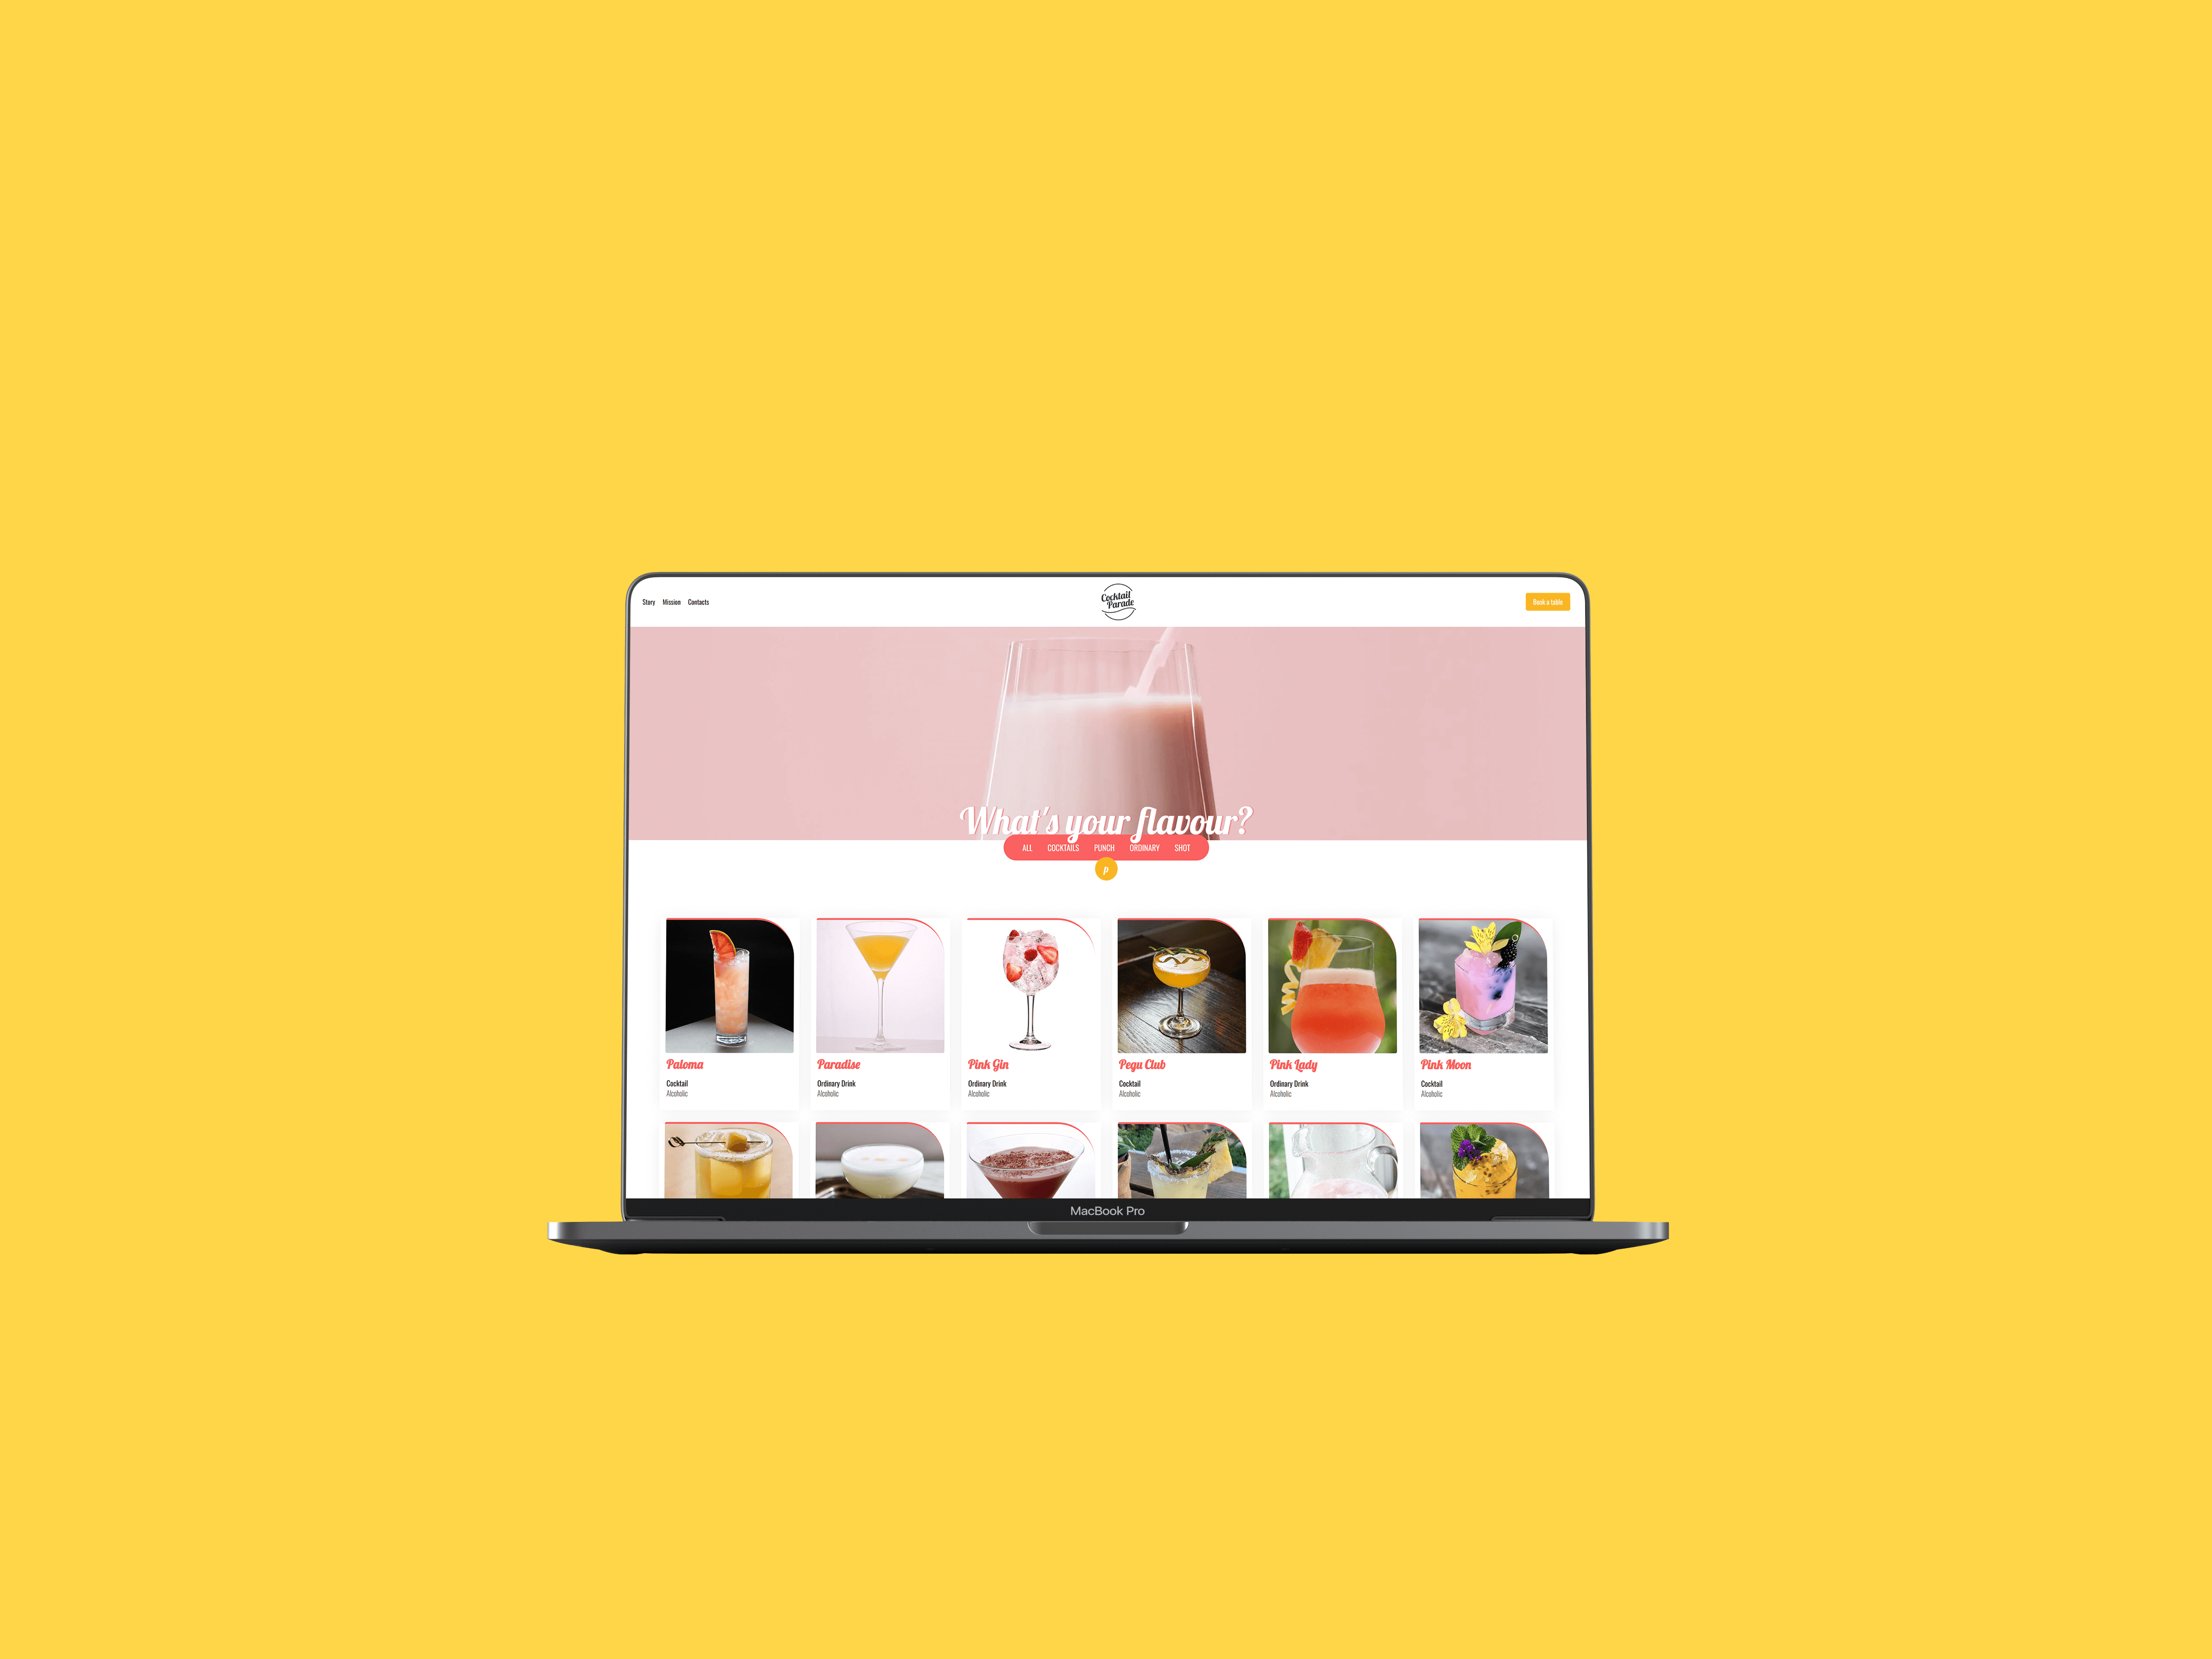 Story Mission Contacts
Cocktail
Parade
Book a table
What's your flavour?
ALL COCKTAILS PUNCH ORDINARY SHOT
p
Paloma
Cocktail
Alcoholic
Paradise
Ordinary Drink
Alcoholic
Pink Gin
Ordinary Drink
Alcoholic
Pegu Club
Cocktail
Alcoholic
Pink Lady
Ordinary Drink
Alcoholic
Pink Moon
Cocktail
Alcoholic
MacBook Pro